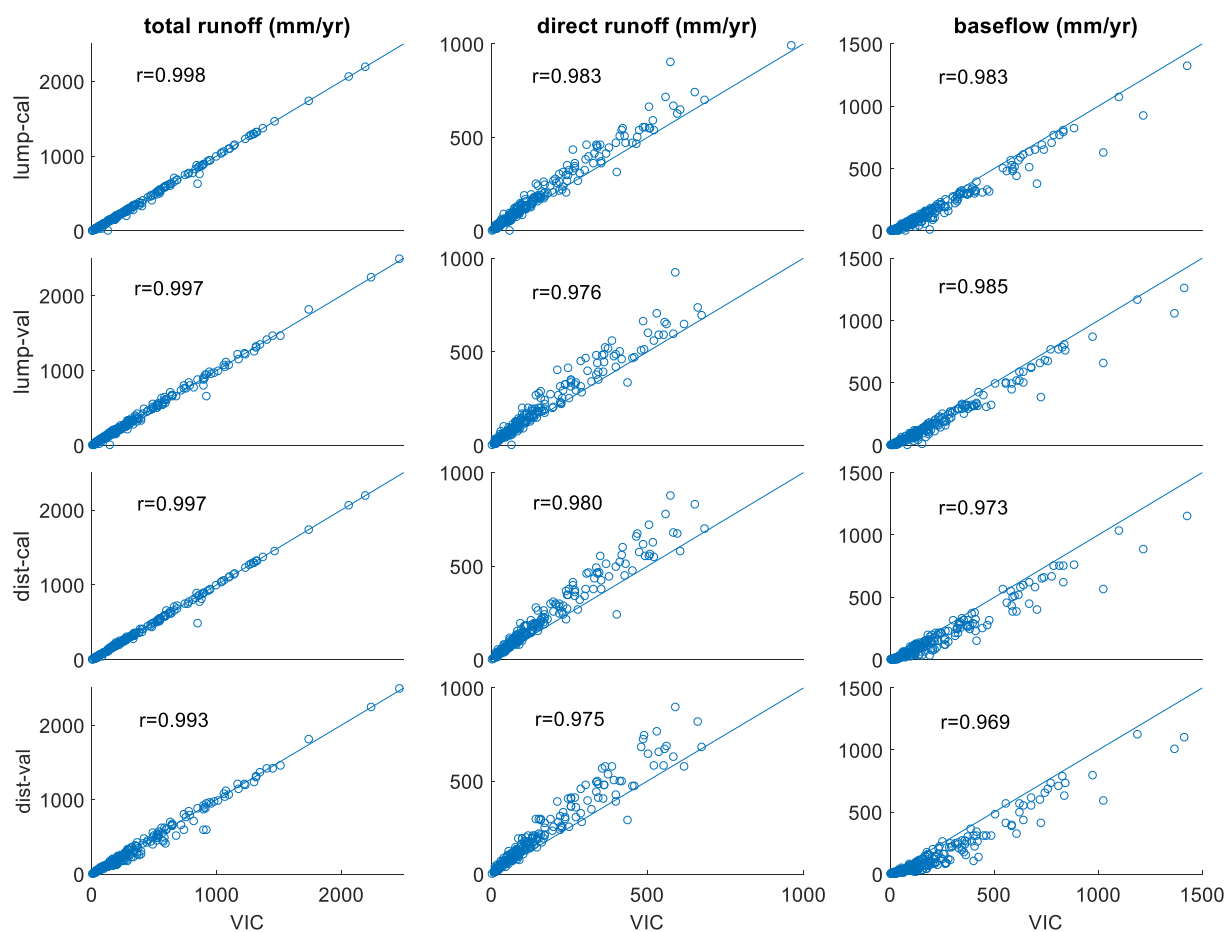 total runoff (mm/yr) direct runoff (mm/yr) baseflow (mm/yr)
lump-cal
2000
1000
0
r=0.998
1000
500
0
r=0.983
1500
1000
500
0
r=0.983
lump-val
2000
1000
0
r=0.997
1000
500
0
r=0.976
1500
1000
500
0
r=0.985
dist-cal
2000
1000
0
r=0.997
1000
500
0
r=0.980
1500
1000
500
0
r=0.973
dist-val
2000
1000
0
r=0.993
1000
500
0
r=0.975
1500
1000
500
0
r=0.969
0 1000 2000
0 500 1000
0 500 1000 1500
VIC VIC VIC